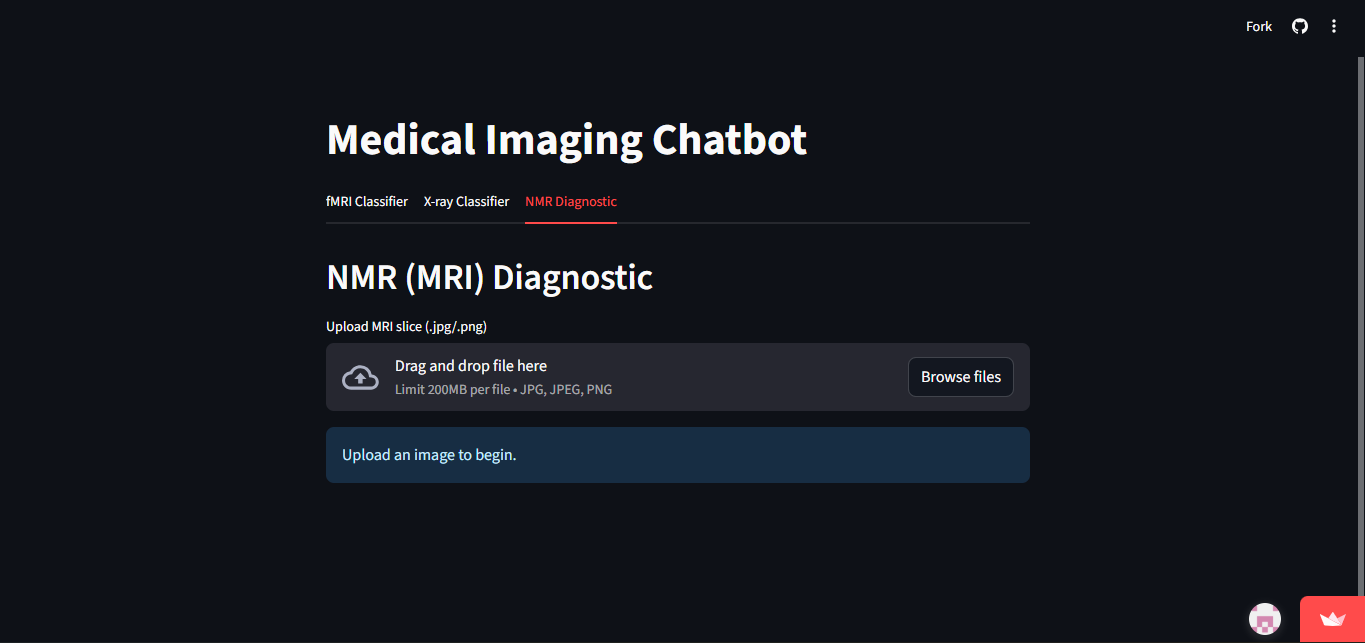 Fork
Medical Imaging Chatbot
fMRI Classifier X-ray Classifier NMR Diagnostic
NMR (MRI) Diagnostic
Upload MRI slice (.jpg/.png)
Drag and drop file here
Limit 200MB per file • JPG, JPEG, PNG
Browse files
Upload an image to begin.